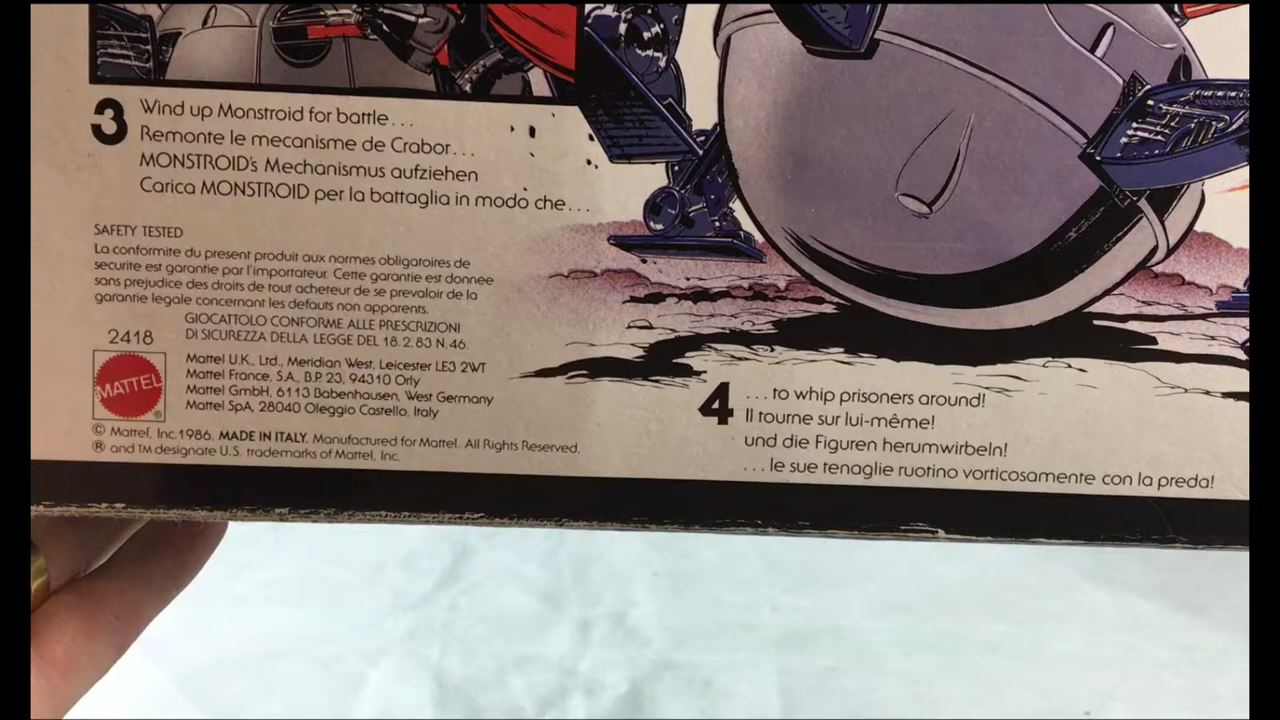 3
Wind up Monstroid for battle...
Remonte le mecanisme de Crabor...
MONSTROID's Mechanismus aufziehen
Carica MONSTROID per la battaglia in modo che...
SAFETY TESTED
La conformite du present produit aux normes obligatoires de
securite est garantie par l'importateur. Cette garantie est donnee
sans prejudice des droits de tout acheteur de se prevaloir de la
garantie legale concernant les defauts non apparents.
GIOCATTOLO CONFORME ALLE PRESCRIZIONI
DI SICUREZZA DELLA LEGGE DEL 18. 2. 83 N. 46.
2418
MATTEL
®
Mattel U.K., Ltd., Meridian West, Leicester LE3 2WT
Mattel France, S.A., B.P. 23, 94310 Orly
Mattel GmbH, 6113 Babenhausen, West Germany
Mattel SpA, 28040 Oleggio Castello, Italy
© Mattel, Inc. 1986. MADE IN ITALY. Manufactured for Mattel. All Rights Reserved.
® and TM designate U.S. trademarks of Mattel, Inc.
4
...to whip prisoners around!
Il tourne sur lui-même!
und die Figuren herumwirbeln!
...le sue tenaglie ruotino vorticosamente con la preda!